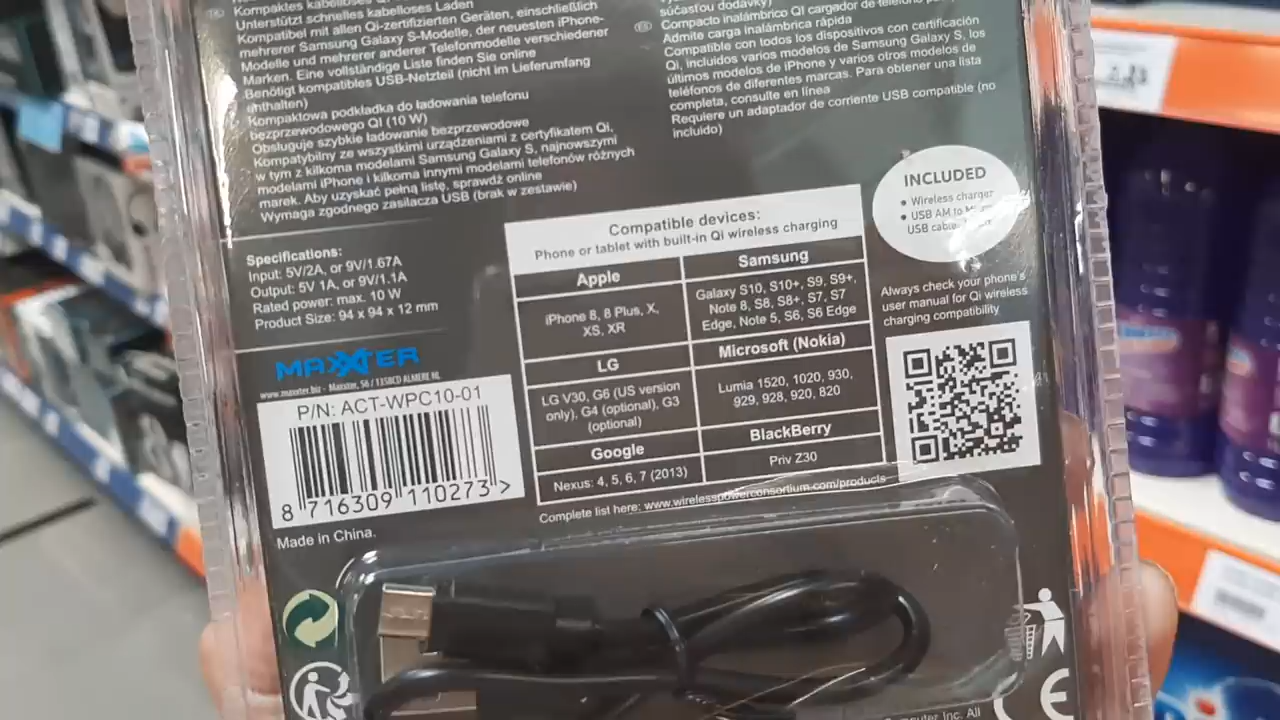 Kompaktes kabelloses
Unterstützt schnelles kabelloses Laden
Kompatibel mit allen Qi-zertifizierten Geräten, einschließlich
mehrerer Samsung Galaxy S-Modelle, der neuesten iPhone-
Modelle und mehrerer anderer Telefonmodelle verschiedener
Marken. Eine vollständige Liste finden Sie online
Benötigt kompatibles USB-Netzteil (nicht im Lieferumfang
enthalten)
Kompaktowa podkładka do ładowania telefonu
bezprzewodowego QI (10 W)
Obsługuje szybkie ładowanie bezprzewodowe
Kompatybilny ze wszystkimi urządzeniami z certyfikatem Qi,
w tym z kilkoma modelami Samsung Galaxy S, najnowszymi
modelami iPhone i kilkoma innymi modelami telefonów różnych
marek. Aby uzyskać pełną listę, sprawdź online
Wymaga zgodnego zasilacza USB (brak w zestawie)
súčasťou dodávky)
Compacto inalámbrico QI cargador de teléfono
Admite carga inalámbrica rápida
Compatible con todos los dispositivos con certificación
Qi, incluidos varios modelos de Samsung Galaxy S, los
últimos modelos de iPhone y varios otros modelos de
teléfonos de diferentes marcas. Para obtener una lista
completa, consulte en línea
Requiere un adaptador de corriente USB compatible (no
incluido)
INCLUDED
• Wireless charger
• USB AM to
USB cable
Specifications:
Input: 5V/2A, or 9V/1.67A
Output: 5V 1A, or 9V/1.1A
Rated power: max. 10 W
Product Size: 94 x 94 x 12 mm
MAXXTER
www.maxxter.biz - Maxxter, 56 / 1358CD ALMERE NL
P/N: ACT-WPC10-01
8 716309 110273 >
Made in China.
Compatible devices:
Phone or tablet with built-in Qi wireless charging
Apple
Samsung
iPhone 8, 8 Plus, X,
XS, XR
Galaxy S10, S10+, S9, S9+,
Note 8, S8, S8+, S7, S7
Edge, Note 5, S6, S6 Edge
LG
Microsoft (Nokia)
LG V30, G6 (US version
only), G4 (optional), G3
(optional)
Lumia 1520, 1020, 930,
929, 928, 920, 820
Google
BlackBerry
Nexus: 4, 5, 6, 7 (2013)
Priv Z30
Complete list here: www.wirelesspowerconsortium.com/products
Always check your phone's
user manual for Qi wireless
charging compatibility
CE
Inc. All